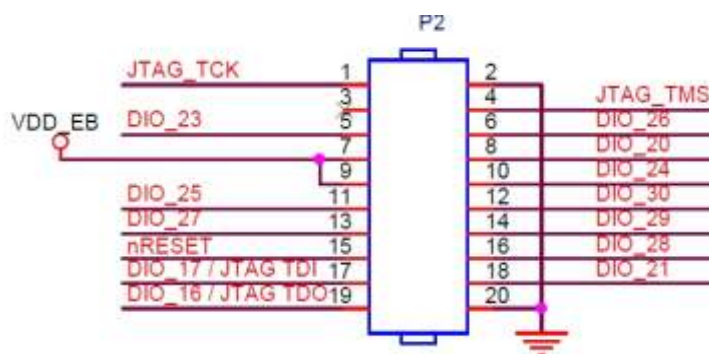 P2
JTAG_TCK 1 2
3 4 JTAG_TMS
VDD_EB DIO_23 5 6 DIO_26
7 8 DIO_20
9 10 DIO_24
DIO_25 11 12 DIO_30
DIO_27 13 14 DIO_29
nRESET 15 16 DIO_28
DIO_17 / JTAG TDI 17 18 DIO_21
DIO_16 / JTAG TDO 19 20